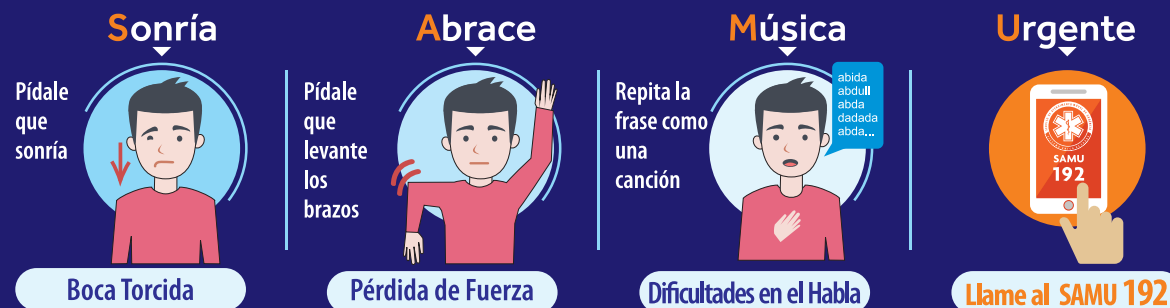 Sonría
Pídale
que
sonría
Boca Torcida
Abrace
Pídale
que
levante
los
brazos
Pérdida de Fuerza
Música
Repita la
frase como
una
canción
abida
abdull
abda
dadada
abda...
Dificultades en el Habla
Urgente
SAMU
192
Llame al SAMU 192